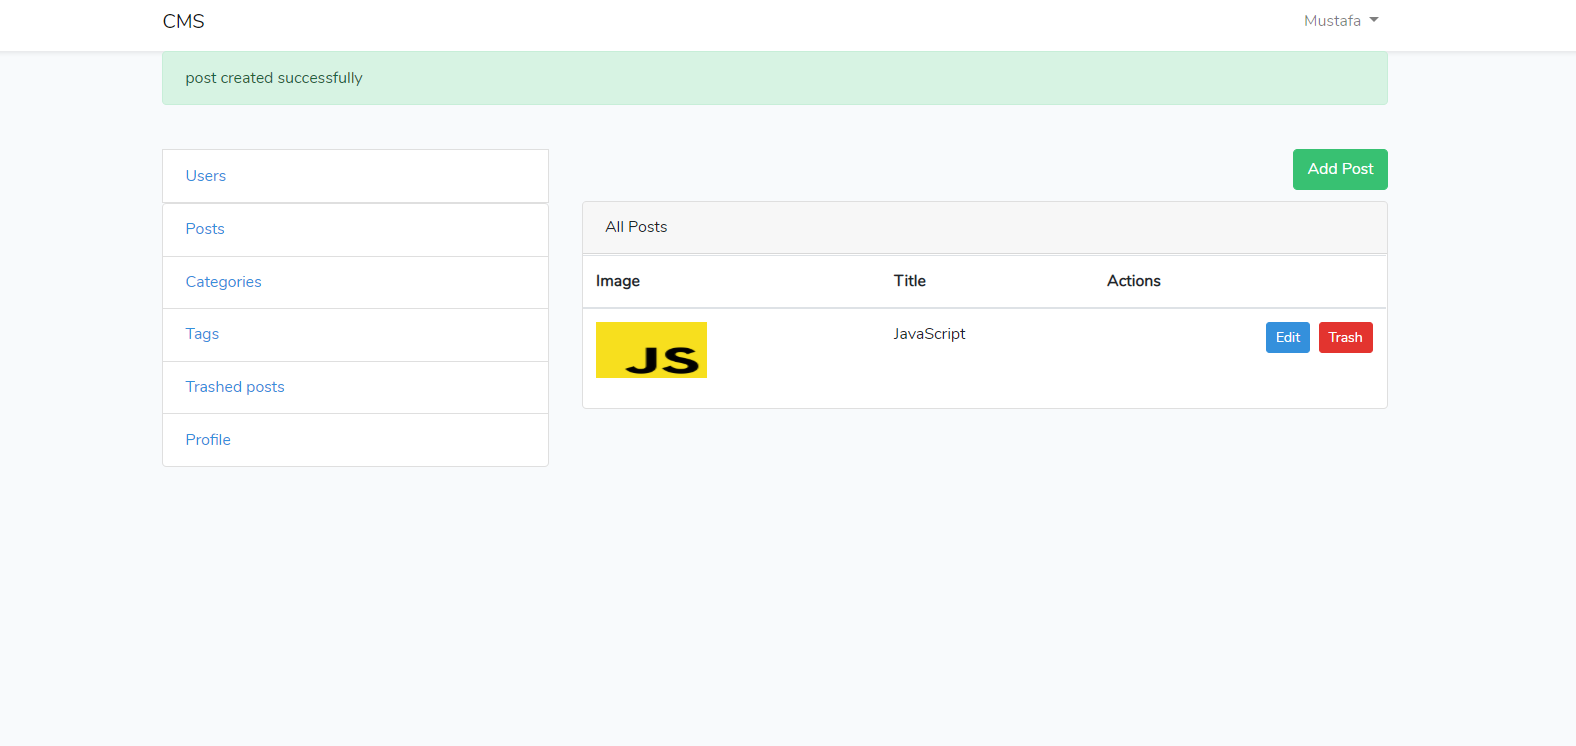 CMS
Mustafa
post created successfully
Users
Posts
Categories
Tags
Trashed posts
Profile
Add Post
All Posts
Image Title Actions
JS JavaScript Edit Trash